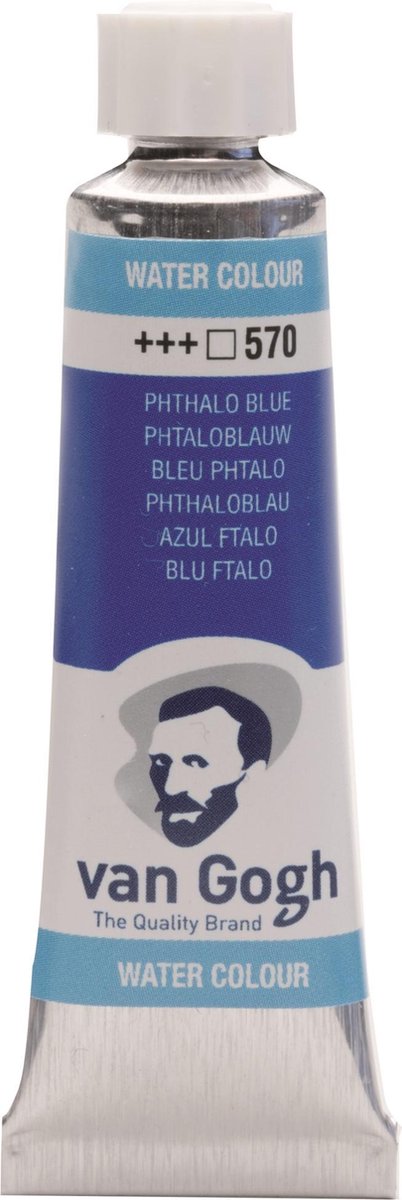 WATER COLOUR
+++□570
PHTHALO BLUE
PHTALOBLAUW
BLEU PHTALO
PHTHALOBLAU
AZUL FTALO
BLU FTALO
van Gogh
The Quality Brand
WATER COLOUR